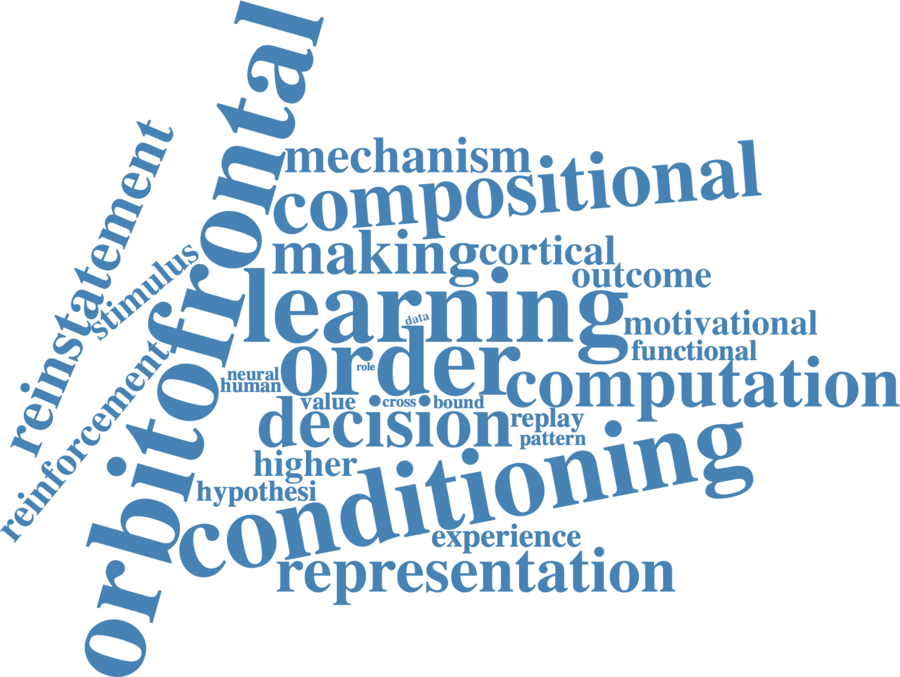 orbitofrontal
reinstatement
stimulus
reinforcement
mechanism
compositional
making
cortical
outcome
learning
data
motivational
functional
order
role
neural
human
computation
value
cross
bound
decision
replay
pattern
higher
hypothesi
conditioning
experience
representation